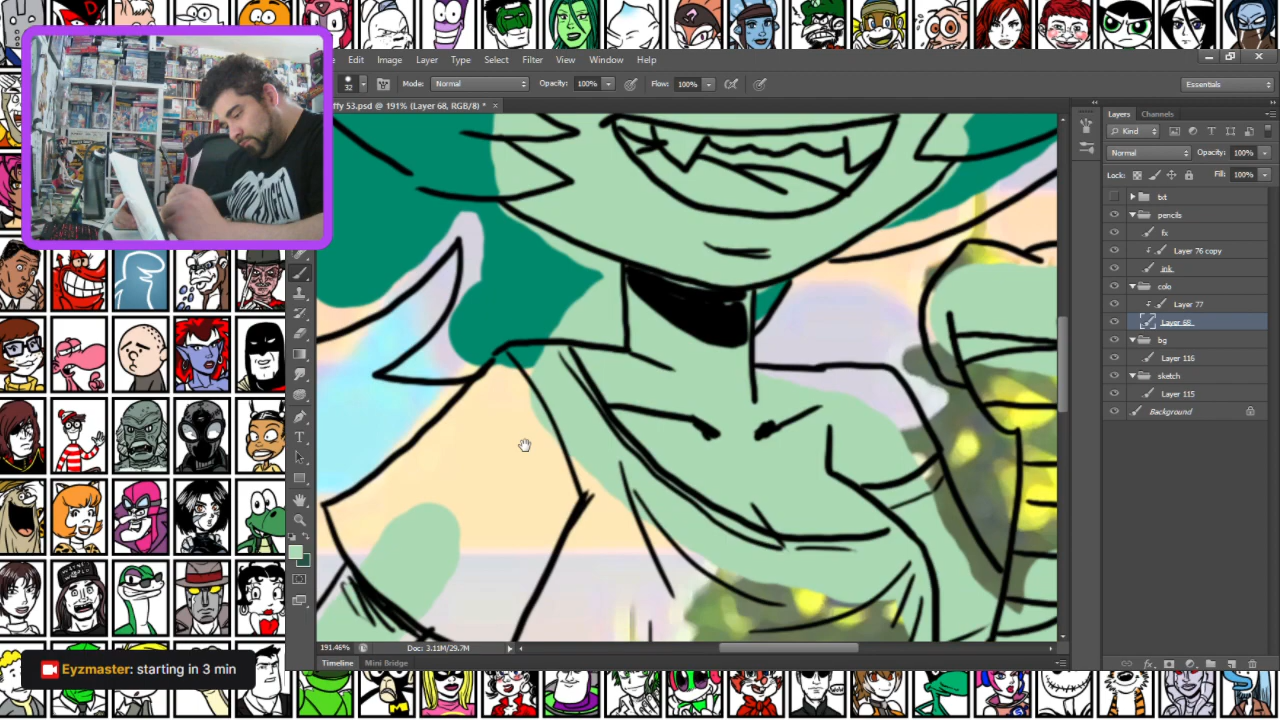 Edit Image Layer Type Select Filter View Window Help
32 Mode: Normal Opacity: 100% Flow: 100% Essentials
ffy 53.psd @ 191% (Layer 68, RGB/8) * ×
Layers Channels
Kind
Normal Opacity: 100%
Lock: Fill: 100%
txt
pencils
fx
Layer 76 copy
ink
colo
Layer 77
Layer 68
bg
Layer 116
sketch
Layer 115
Background
191.46% Doc: 3.11M/29.7M
Timeline Mini Bridge
Eyzmaster: starting in 3 min